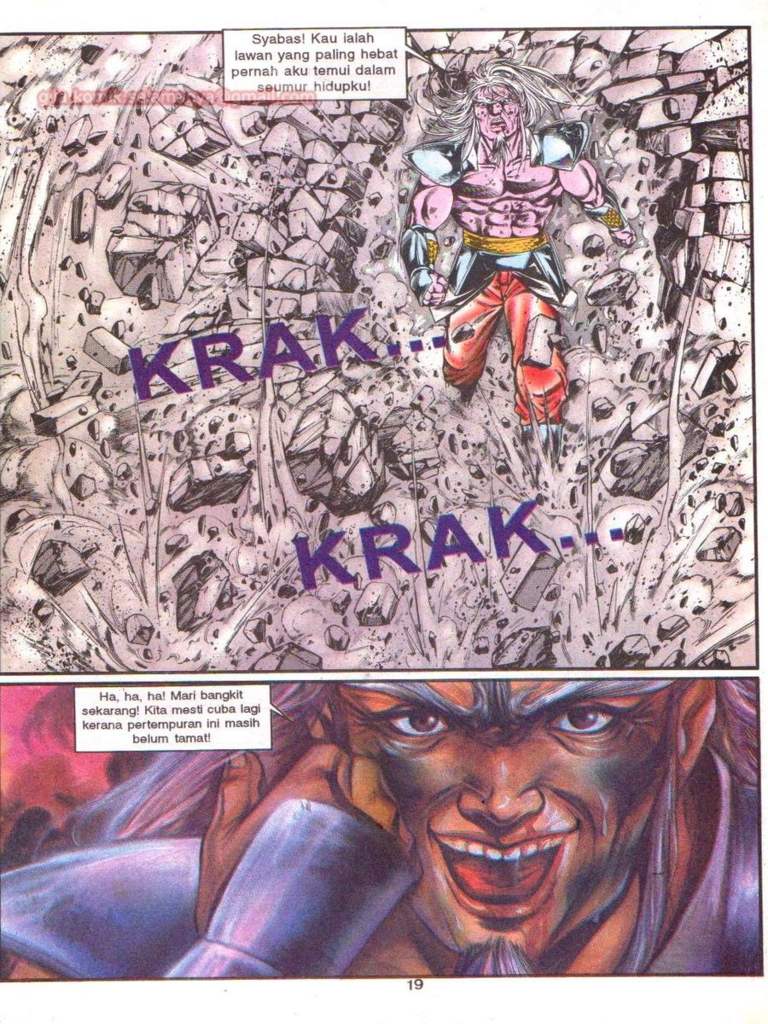 Syabas! Kau ialah
lawan yang paling hebat
pernah aku temui dalam
seumur hidupku!
KRAK...
KRAK...
Ha, ha, ha! Mari bangkit
sekarang! Kita mesti cuba lagi
kerana pertempuran ini masih
belum tamat!
19